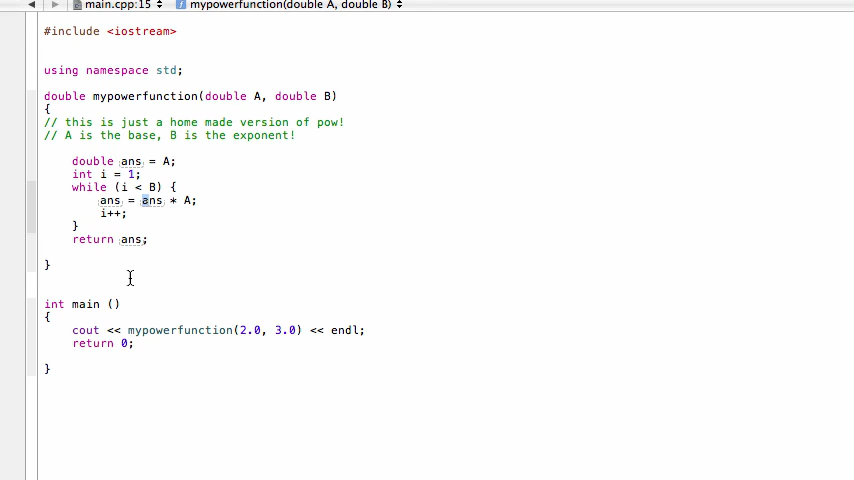 main.cpp:15 mypowerfunction(double A, double B)
#include <iostream>
using namespace std;
double mypowerfunction(double A, double B)
{
// this is just a home made version of pow!
// A is the base, B is the exponent!
double ans = A;
int i = 1;
while (i < B) {
ans = ans * A;
i++;
}
return ans;
}
int main ()
{
cout << mypowerfunction(2.0, 3.0) << endl;
return 0;
}